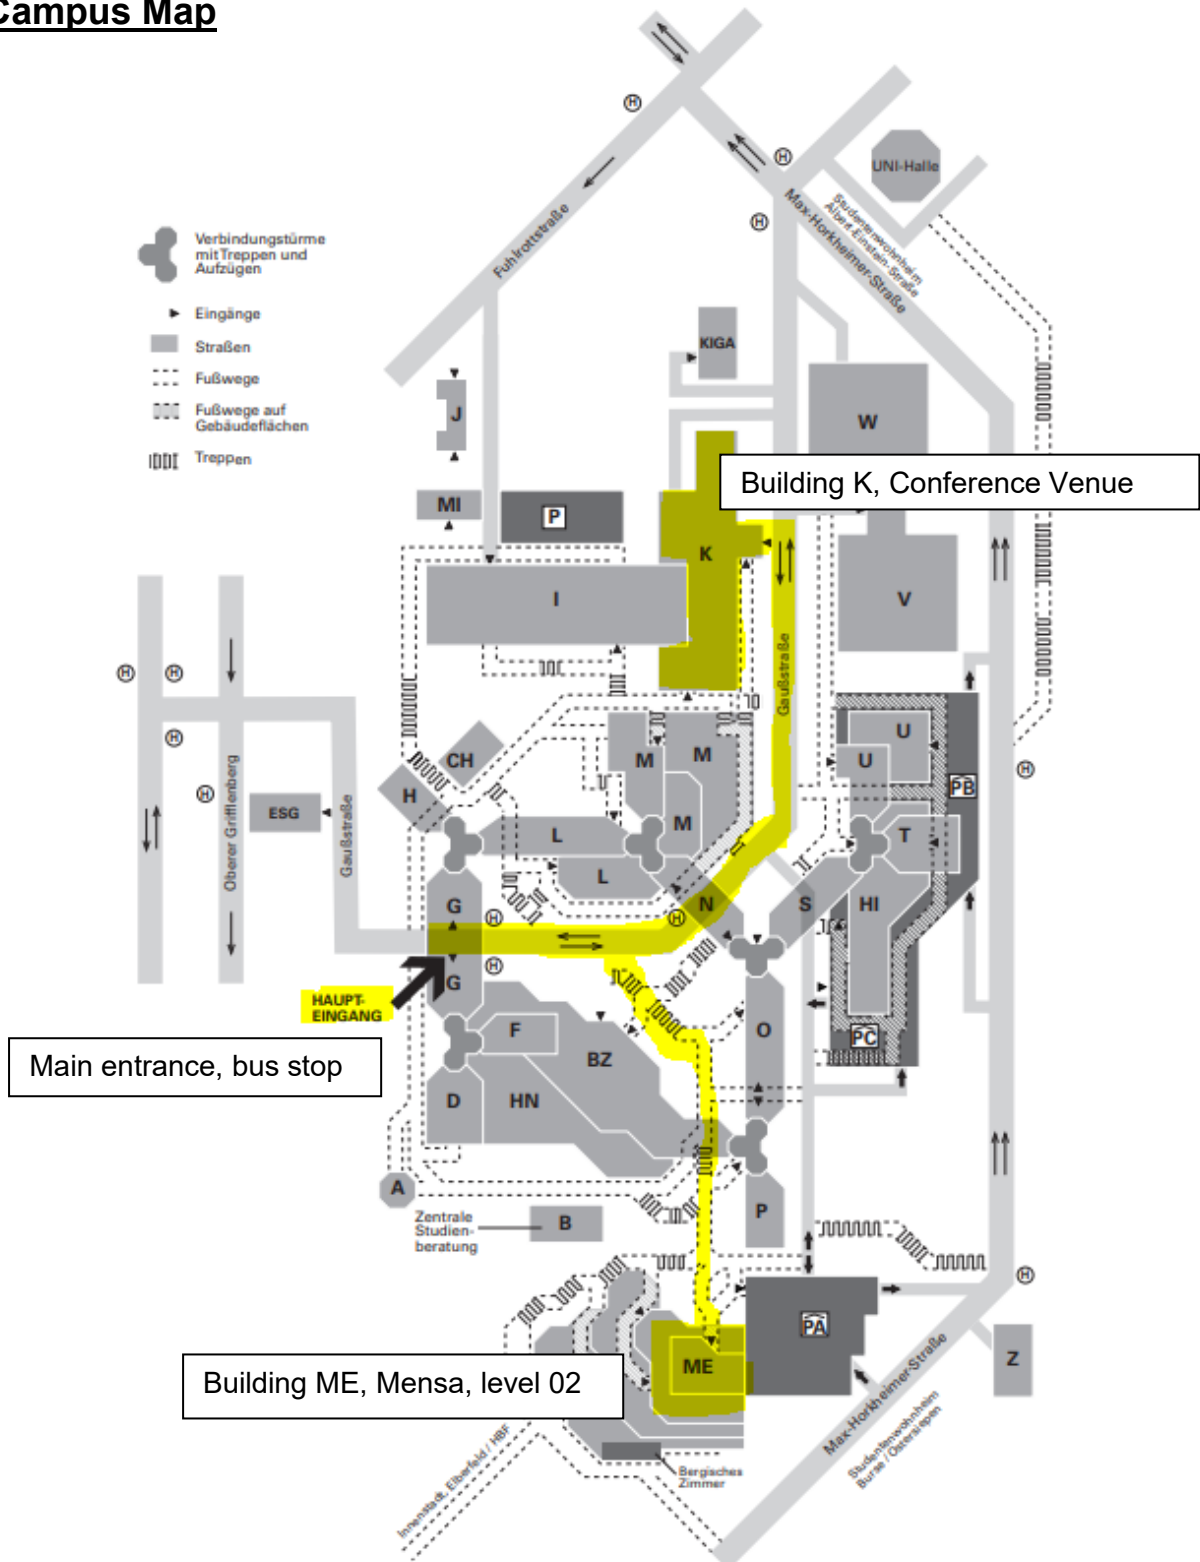 Campus Map
H
H
H
UNI-Halle
Max-Horkheimer-Straße
Studentenwohnheim
Albert-Einstein-Straße
Fuhlrottstraße
Verbindungstürme
mit Treppen und
Aufzügen
Eingänge
Straßen
Fußwege
Fußwege auf
Gebäudeflächen
Treppen
KIGA
J
W
Building K, Conference Venue
MI
P
K
I
V
Gaußstraße
H
H
H
H
Oberer Grifflenberg
ESG
Gaußstraße
CH
H
M
M
M
U
U
H
PB
L
L
T
G
H
H
N
S
HI
H
G
HAUPT-
EINGANG
F
BZ
O
PC
Main entrance, bus stop
D
HN
A
Zentrale
Studien-
beratung
B
P
H
PA
ME
Z
Building ME, Mensa, level 02
Max-Horkheimer-Straße
Studentenwohnheim
Burse / Ostersiepen
Innenstadt, Elberfeld / HBF
Bergisches
Zimmer